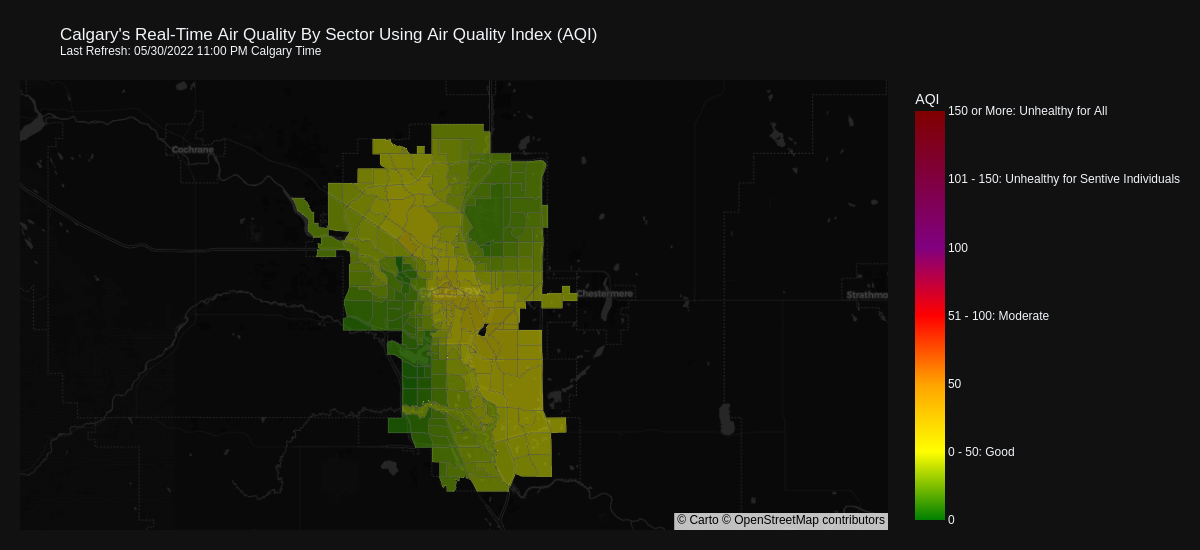 Calgary's Real-Time Air Quality By Sector Using Air Quality Index (AQI)
Last Refresh: 05/30/2022 11:00 PM Calgary Time
AQI
150 or More: Unhealthy for All
Cochrane
101 - 150: Unhealthy for Sentive Individuals
100
Chestermere
Strathmo
51 - 100: Moderate
50
0 - 50: Good
0
© Carto © OpenStreetMap contributors